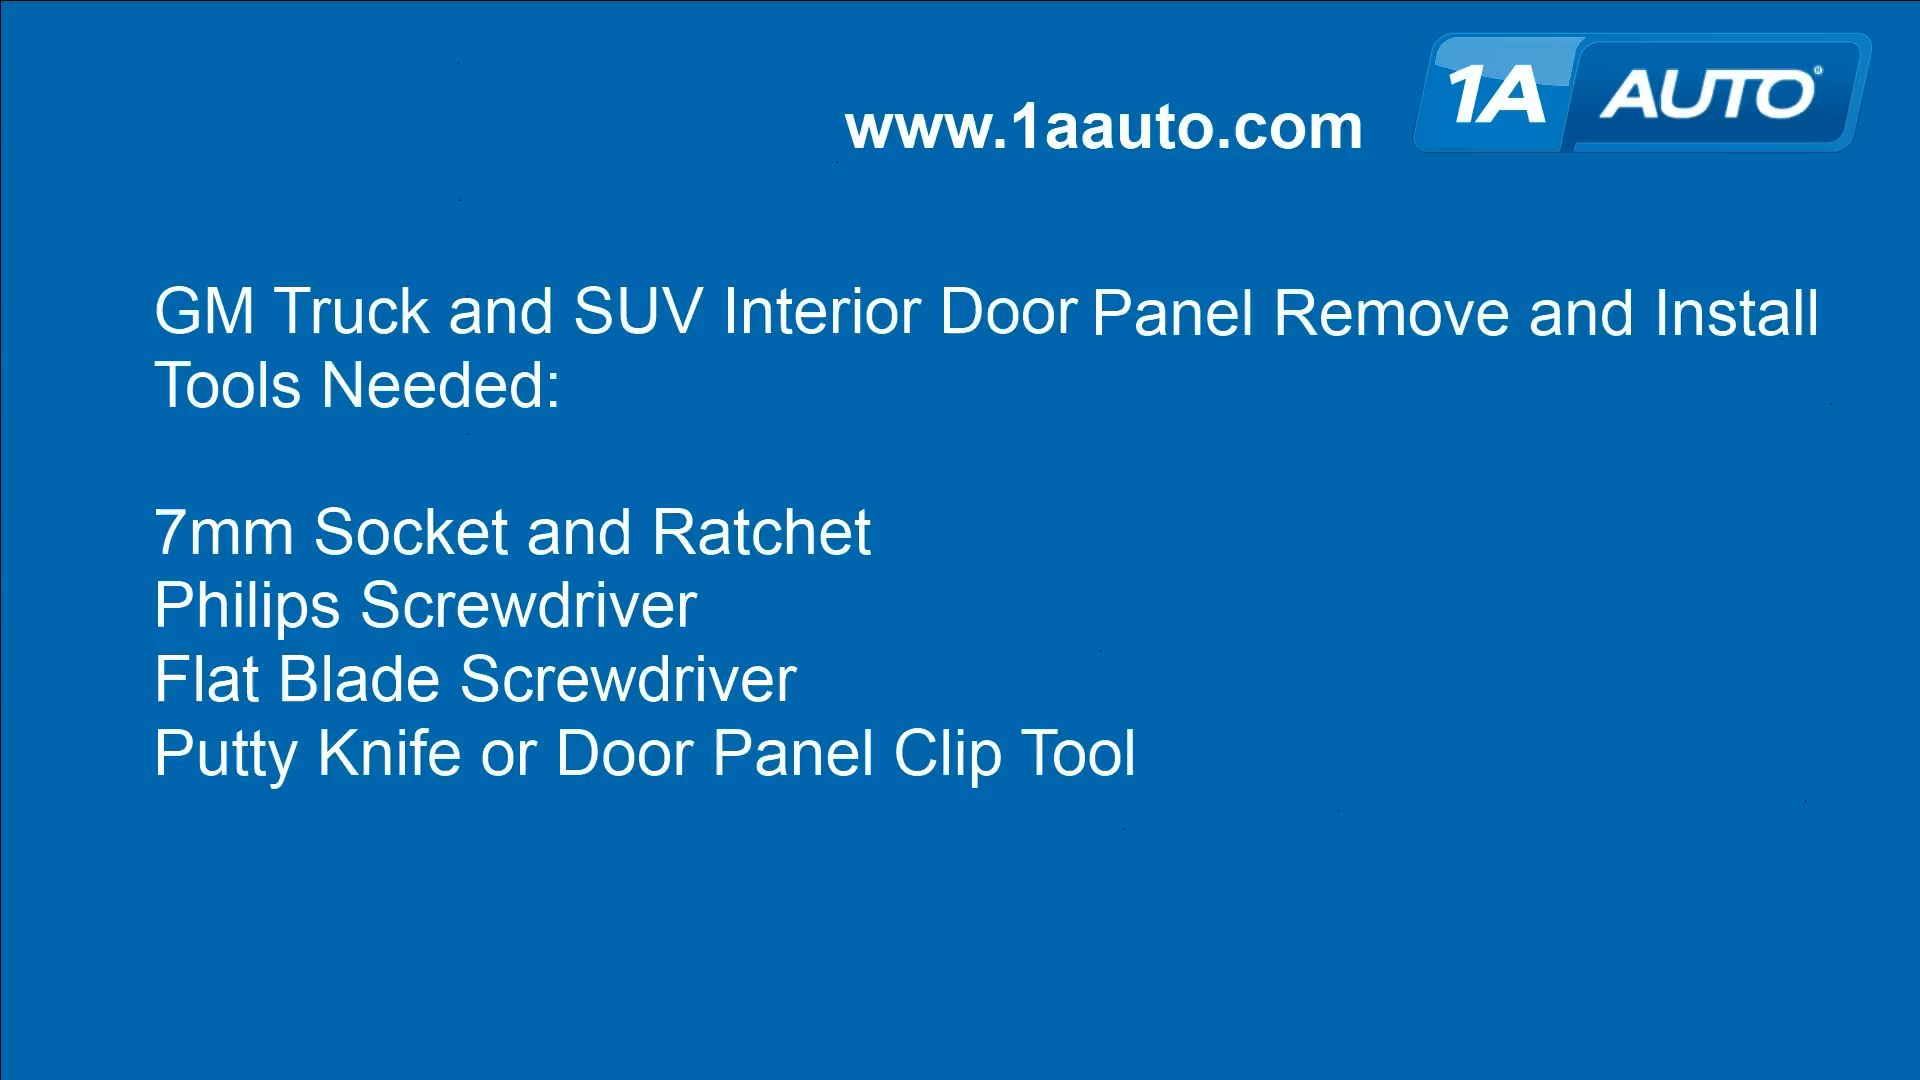 www.1aauto.com
1A AUTO®
GM Truck and SUV Interior Door Panel Remove and Install
Tools Needed:
7mm Socket and Ratchet
Philips Screwdriver
Flat Blade Screwdriver
Putty Knife or Door Panel Clip Tool